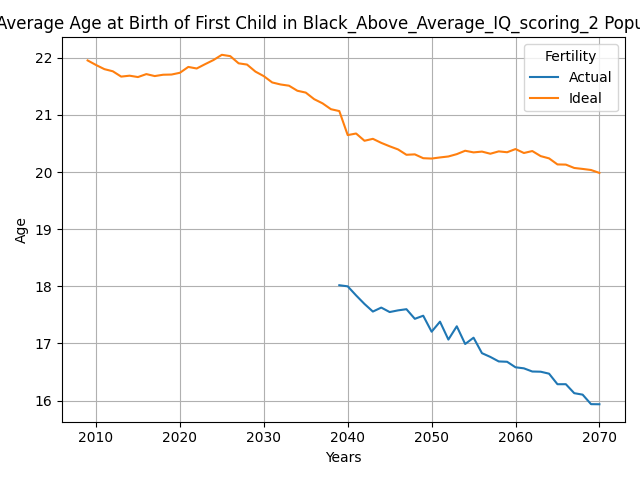 Average Age at Birth of First Child in Black_Above_Average_IQ_scoring_2 Popu
Fertility
Actual
Ideal
Age
22
21
20
19
18
17
16
2010 2020 2030 2040 2050 2060 2070
Years